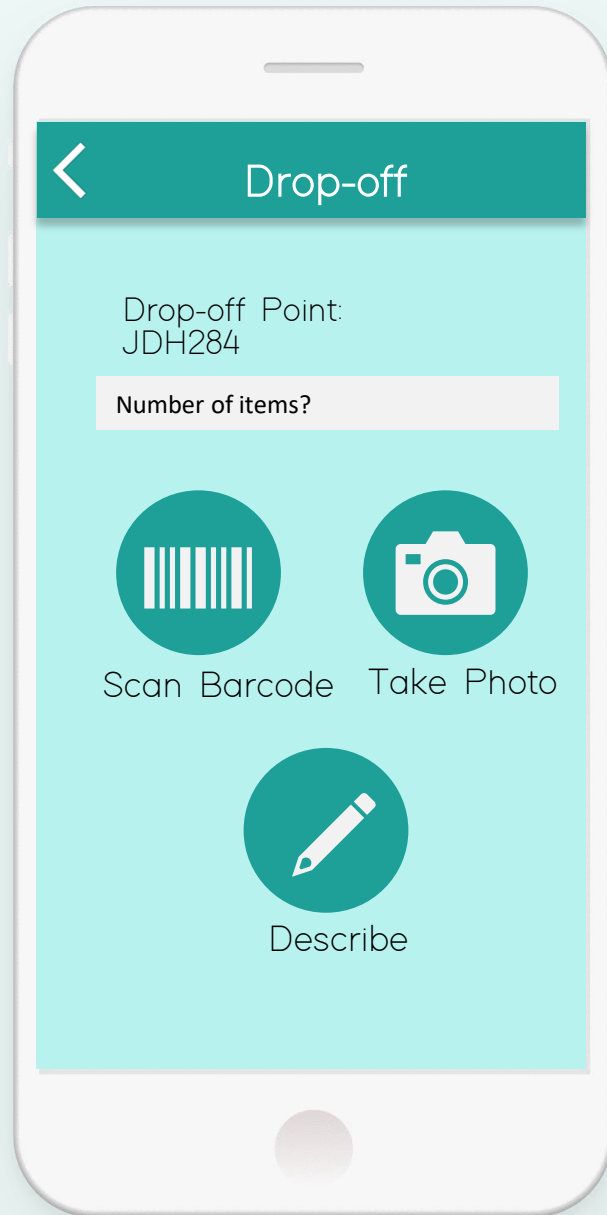 Drop-off
Drop-off Point:
JDH284
Number of items?
Scan Barcode
Take Photo
Describe